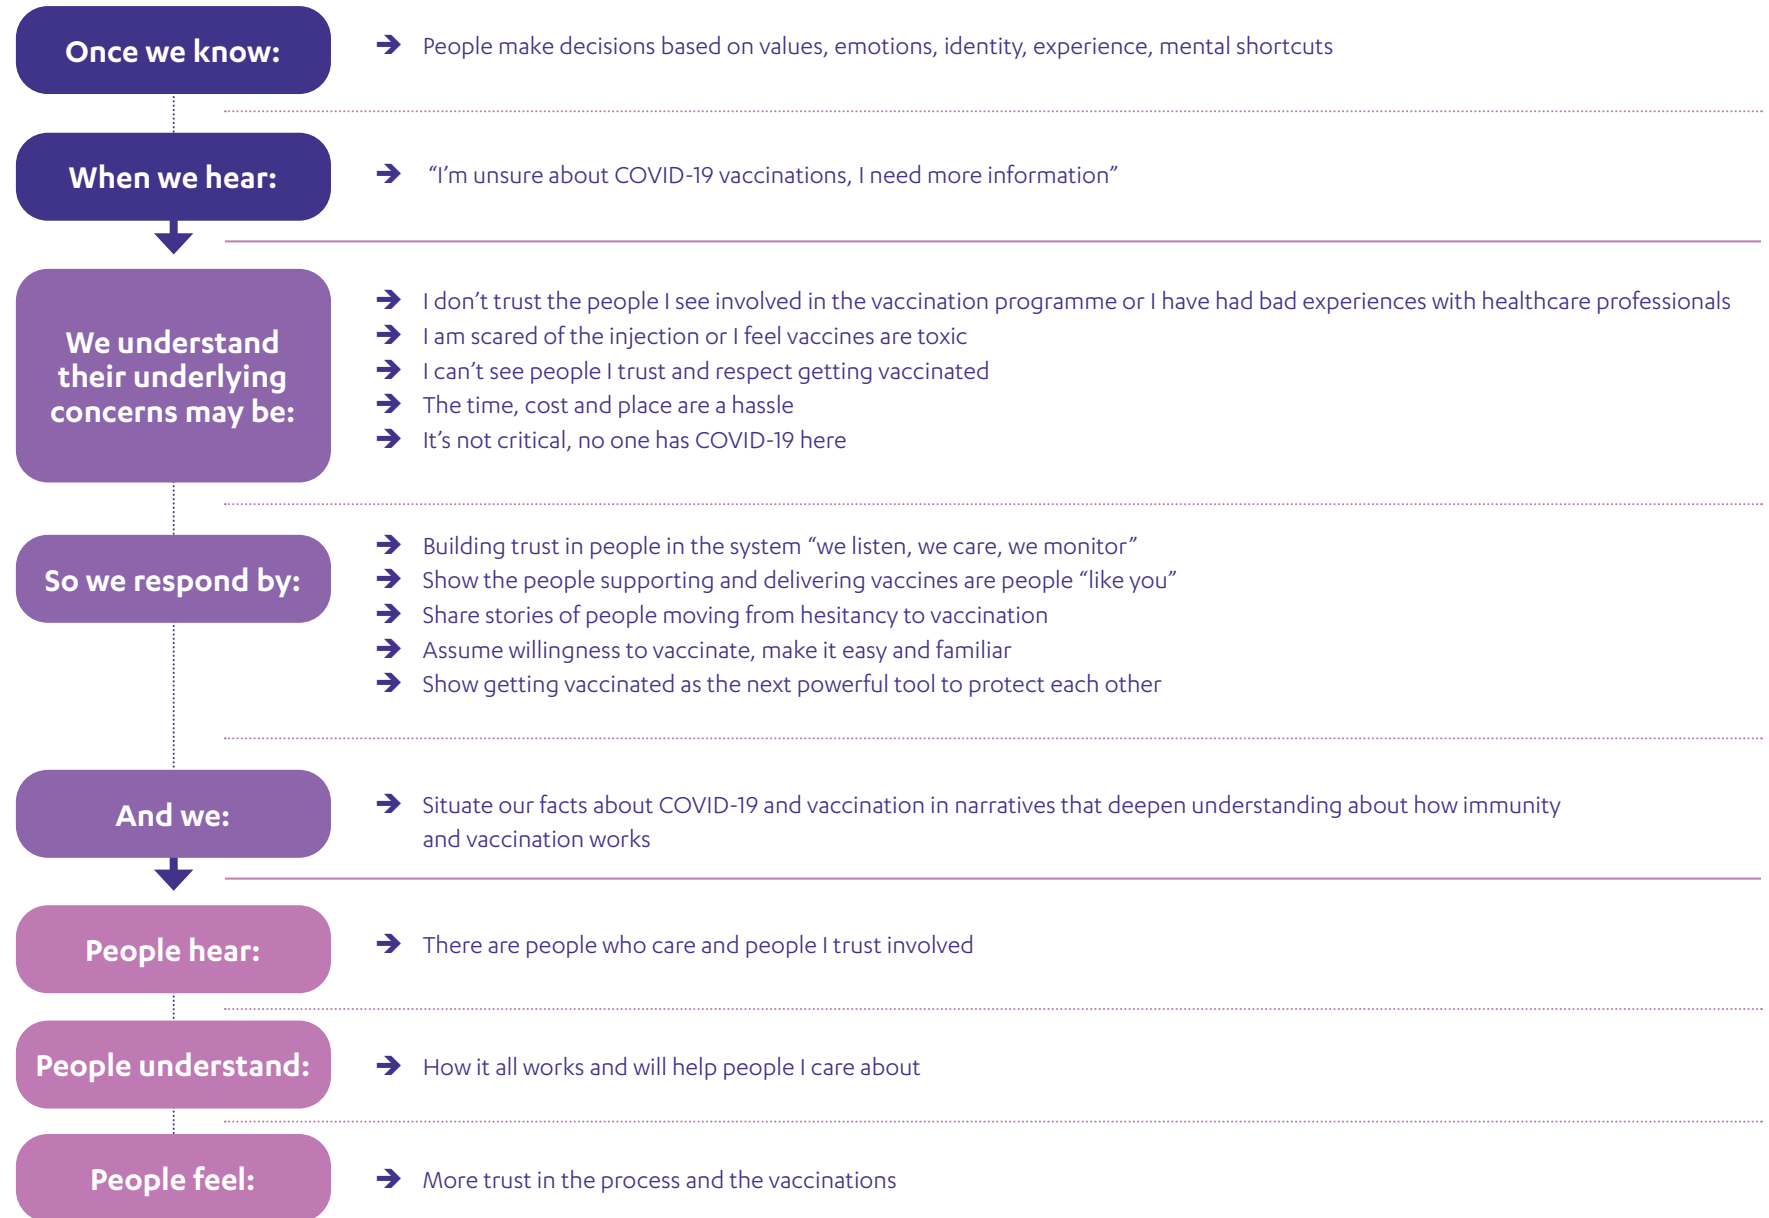 Once we know:
➔ People make decisions based on values, emotions, identity, experience, mental shortcuts
When we hear:
➔ “I’m unsure about COVID-19 vaccinations, I need more information”
We understand
their underlying
concerns may be:
➔ I don’t trust the people I see involved in the vaccination programme or I have had bad experiences with healthcare professionals
➔ I am scared of the injection or I feel vaccines are toxic
➔ I can’t see people I trust and respect getting vaccinated
➔ The time, cost and place are a hassle
➔ It’s not critical, no one has COVID-19 here
So we respond by:
➔ Building trust in people in the system “we listen, we care, we monitor”
➔ Show the people supporting and delivering vaccines are people “like you”
➔ Share stories of people moving from hesitancy to vaccination
➔ Assume willingness to vaccinate, make it easy and familiar
➔ Show getting vaccinated as the next powerful tool to protect each other
And we:
➔ Situate our facts about COVID-19 and vaccination in narratives that deepen understanding about how immunity
and vaccination works
People hear:
➔ There are people who care and people I trust involved
People understand:
➔ How it all works and will help people I care about
People feel:
➔ More trust in the process and the vaccinations